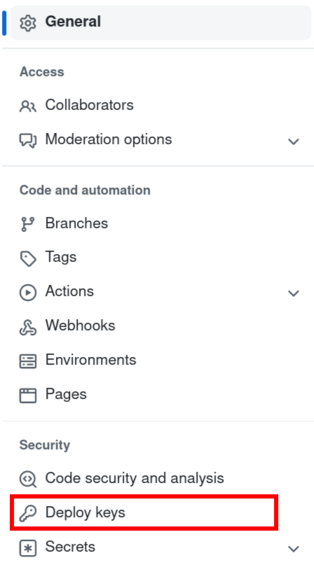 General
Access
Collaborators
Moderation options
Code and automation
Branches
Tags
Actions
Webhooks
Environments
Pages
Security
Code security and analysis
Deploy keys
Secrets